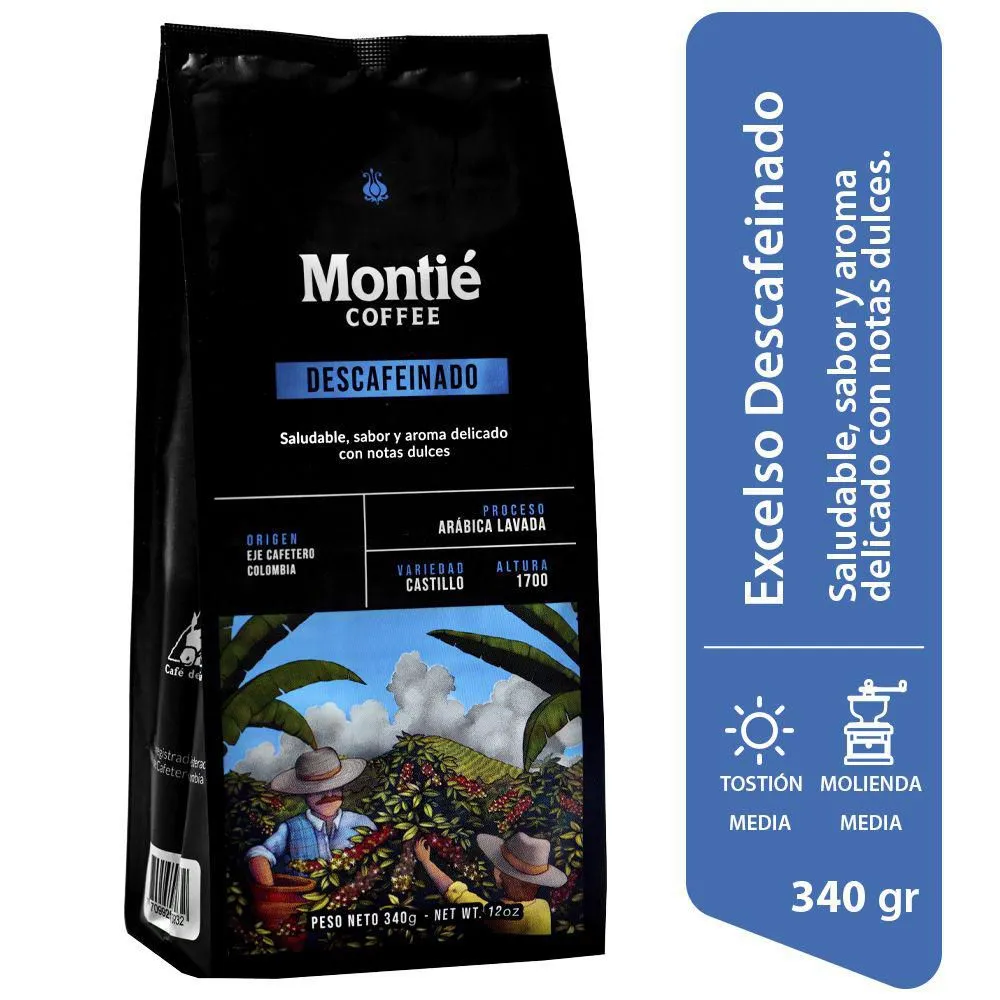 Montié
COFFEE
DESCAFEINADO
Saludable, sabor y aroma delicado
con notas dulces
ORIGEN
EJE CAFETERO
COLOMBIA
PROCESO
ARÁBICA LAVADA
VARIEDAD
CASTILLO
ALTURA
1700
Café de
PESO NETO 340g - NET WT. 12oz
Excelso Descafeinado
Saludable, sabor y aroma
delicado con notas dulces.
TOSTIÓN
MEDIA
MOLIENDA
MEDIA
340 gr